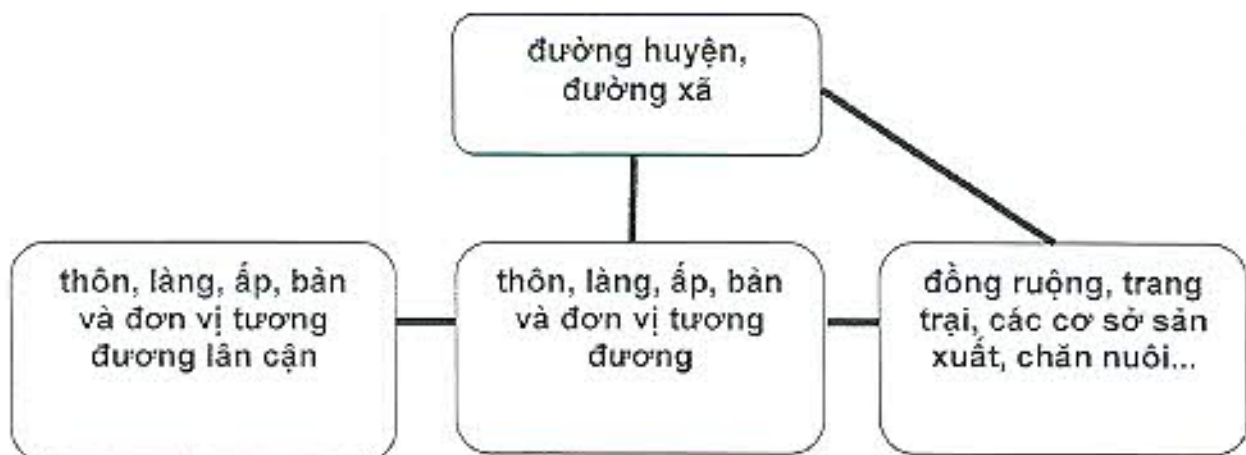 đường huyện,
đường xã
thôn, làng, ấp, bản
và đơn vị tương
đương lân cận
thôn, làng, ấp, bản
và đơn vị tương
đương
đồng ruộng, trang
trại, các cơ sở sản
xuất, chăn nuôi...